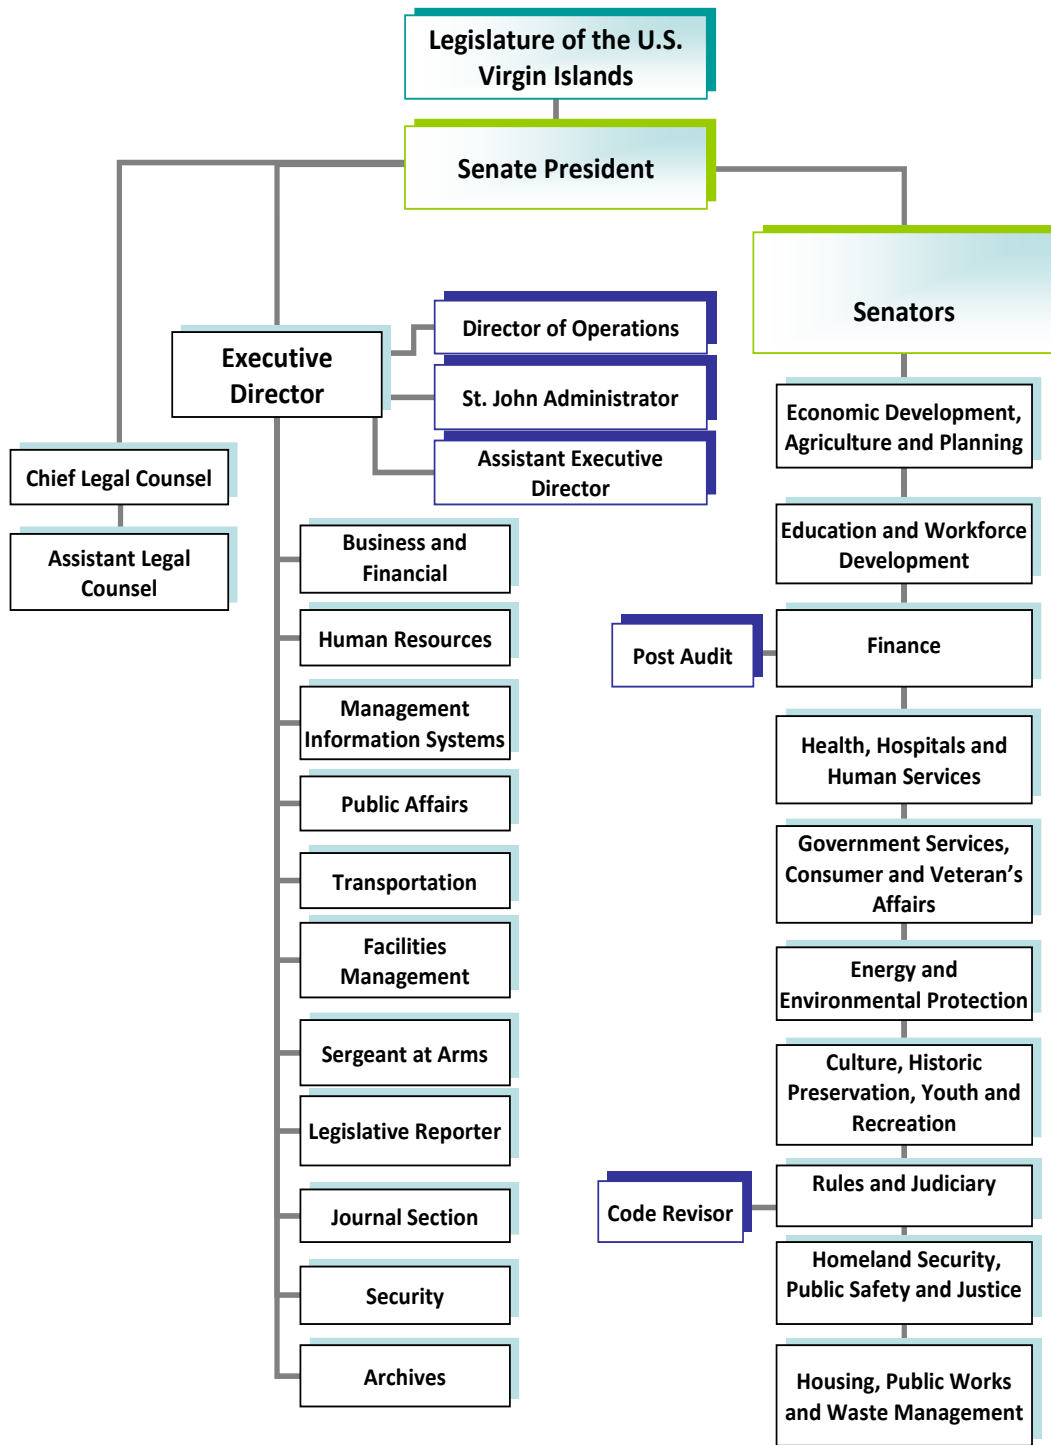 Legislature of the U.S.
Virgin Islands
Senate President
Senators
Executive
Director
Director of Operations
St. John Administrator
Assistant Executive
Director
Chief Legal Counsel
Assistant Legal
Counsel
Business and
Financial
Human Resources
Management
Information Systems
Public Affairs
Transportation
Facilities
Management
Sergeant at Arms
Legislative Reporter
Journal Section
Security
Archives
Economic Development,
Agriculture and Planning
Education and Workforce
Development
Post Audit
Finance
Health, Hospitals and
Human Services
Government Services,
Consumer and Veteran’s
Affairs
Energy and
Environmental Protection
Culture, Historic
Preservation, Youth and
Recreation
Code Revisor
Rules and Judiciary
Homeland Security,
Public Safety and Justice
Housing, Public Works
and Waste Management